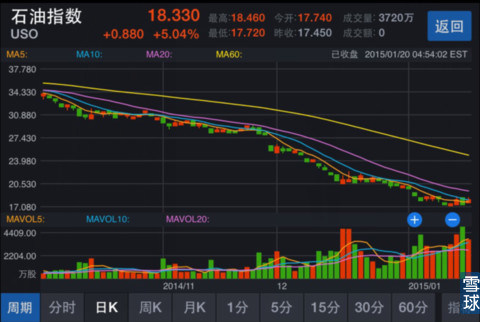 石油指数 18.330 最高:18.460 今开:17.740 成交量: 3720万 返回
USO +0.880 +5.04% 最低:17.720 昨收:17.450 成交额: 0
MA5: MA10: MA20: MA60: 已收盘 2015/01/20 04:54:02 EST
37.780
34.330
30.880
27.430
23.980
20.530
17.080
MAVOL5: MAVOL10: MAVOL20:
4409.00
2204.00
万股
2014/11 12 2015/01
周期 分时 日K 周K 月K 1分 5分 15分 30分 60分 指
雪球